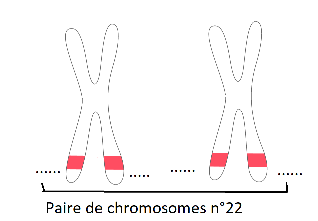 ...... ..... ...... ......
Paire de chromosomes n°22